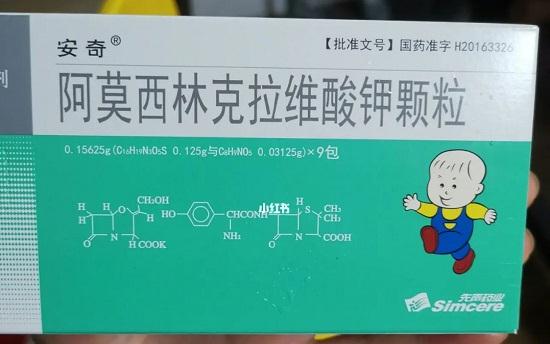 剂
安奇®
【批准文号】国药准字 H20163326
阿莫西林克拉维酸钾颗粒
0.15625g(C₁₆H₁₉N₃O₅S 0.125g与C₈H₉NO₅ 0.03125g)×9包
H
H
O
CH₂OH
H
O
N
H
COOK
HO
H
CCONH
NH₂
H
H
S
CH₃
CH₃
O
N
COOH
H
小红书
先声药业
Simcere